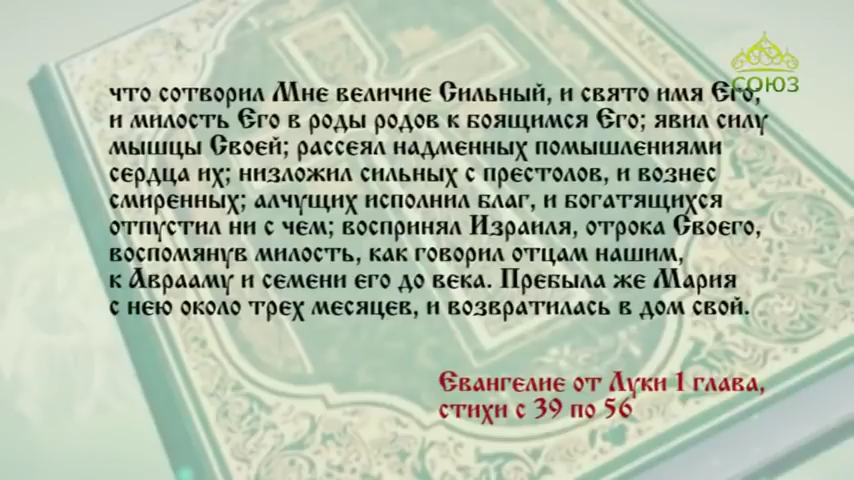 СОЮЗ
что сотворил Мне величие Сильный, и свято имя Его,
и милость Его в роды родов к боящимся Его; явил силу
мышцы Своей; рассеял надменных помышлениями
сердца их; низложил сильных с престолов, и вознес
смиренных; алчущих исполнил благ, и богатящихся
отпустил ни с чем; воспринял Израиля, отрока Своего,
воспомянув милость, как говорил отцам нашим,
к Аврааму и семени его до века. Пребыла же Мария
с нею около трех месяцев, и возвратилась в дом свой.
Евангелие от Луки 1 глава,
стихи с 39 по 56